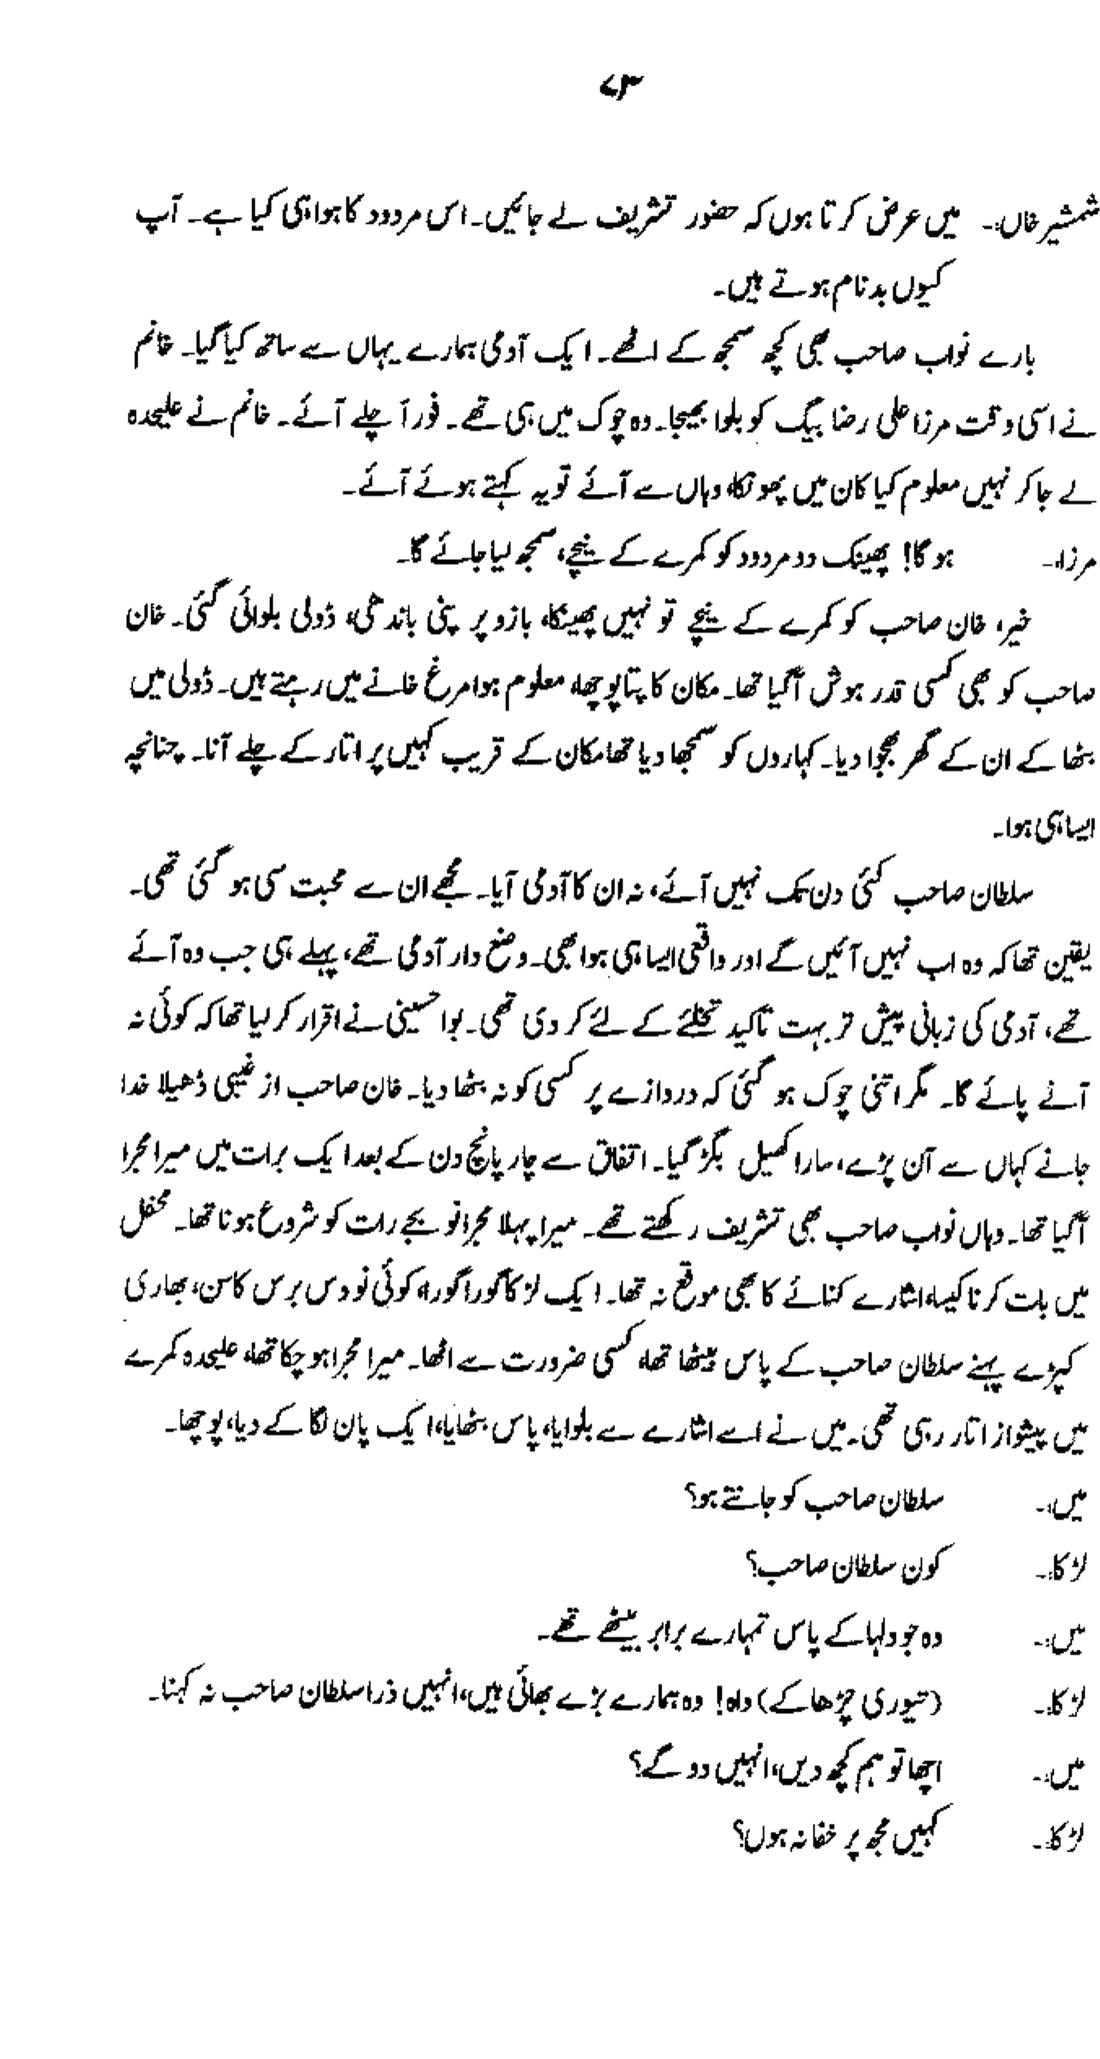 ۷۳
شمشیر خاں:۔ میں عرض کرتا ہوں کہ حضور تشریف لے جائیں۔ اس مردود کا ہوا ہی کیا ہے۔ آپ
کیوں بدنام ہوتے ہیں۔
بارے نواب صاحب بھی کچھ سمجھ کے اٹھے۔ ایک آدمی ہمارے یہاں سے ساتھ کیا گیا۔ خانم
نے اسی وقت مرزا علی رضا بیگ کو بلوا بھیجا۔ وہ چوک میں ہی تھے۔ فوراً چلے آئے۔ خانم نے علیحدہ
لے جا کر نہیں معلوم کیا کان میں پھونکا، وہاں سے آئے تو یہ کہتے ہوئے آئے۔
مرزا:۔ ہو گا! پھینک دو مردود کو کمرے کے نیچے، سمجھ لیا جائے گا۔
خیر، خان صاحب کو کمرے کے نیچے تو نہیں پھینکا، بازو پر پٹی باندھی، ڈولی بلوائی گئی۔ خان
صاحب کو بھی کسی قدر ہوش آگیا تھا۔ مکان کا پتا پوچھا، معلوم ہوا مرغ خانے میں رہتے ہیں۔ ڈولی میں
بٹھا کے ان کے گھر بھجوا دیا۔ کہاروں کو سمجھا دیا تھا مکان کے قریب کہیں پر اتار کے چلے آنا۔ چنانچہ
ایسا ہی ہوا۔
سلطان صاحب کئی دن تک نہیں آئے، نہ ان کا آدمی آیا۔ مجھے ان سے محبت سی ہو گئی تھی۔
یقین تھا کہ وہ اب نہیں آئیں گے اور واقعی ایسا ہی ہوا بھی۔ وضع دار آدمی تھے، پہلے ہی جب وہ آئے
تھے، آدمی کی زبانی پیش تر بہت تاکید تخلئے کے لئے کر دی تھی۔ بوا حسینی نے اقرار کر لیا تھا کہ کوئی نہ
آنے پائے گا۔ مگر اتنی چوک ہو گئی کہ دروازے پر کسی کو نہ بٹھا دیا۔ خان صاحب از غیبی ڈھیلا خدا
جانے کہاں سے آن پڑے، سارا کھیل بگڑ گیا۔ اتفاق سے چار پانچ دن کے بعد ایک برات میں میرا مجرا
آگیا تھا۔ وہاں نواب صاحب بھی تشریف رکھتے تھے۔ میرا پہلا مجرا نو بجے رات کو شروع ہونا تھا۔ محفل
میں بات کرنا کیسا، اشارے کنائے کا بھی موقع نہ تھا۔ ایک لڑکا گورا گورا، کوئی نو دس برس کا سن، بھاری
کپڑے پہنے سلطان صاحب کے پاس بیٹھا تھا، کسی ضرورت سے اٹھا۔ میرا مجرا ہو چکا تھا، علیحدہ کمرے
میں پیشواز اتار رہی تھی۔ میں نے اسے اشارے سے بلوایا، پاس بٹھایا، ایک پان لگا کے دیا، پوچھا۔
میں:۔ سلطان صاحب کو جانتے ہو؟
لڑکا:۔ کون سلطان صاحب؟
میں:۔ وہ جو دلہا کے پاس تمہارے برابر بیٹھے تھے۔
لڑکا:۔ (تیوری چڑھا کے) واہ! وہ ہمارے بڑے بھائی ہیں، انہیں ذرا سلطان صاحب نہ کہنا۔
میں:۔ اچھا تو ہم کچھ دیں، انہیں دو گے؟
لڑکا:۔ کہیں مجھ پر خفا نہ ہوں؟